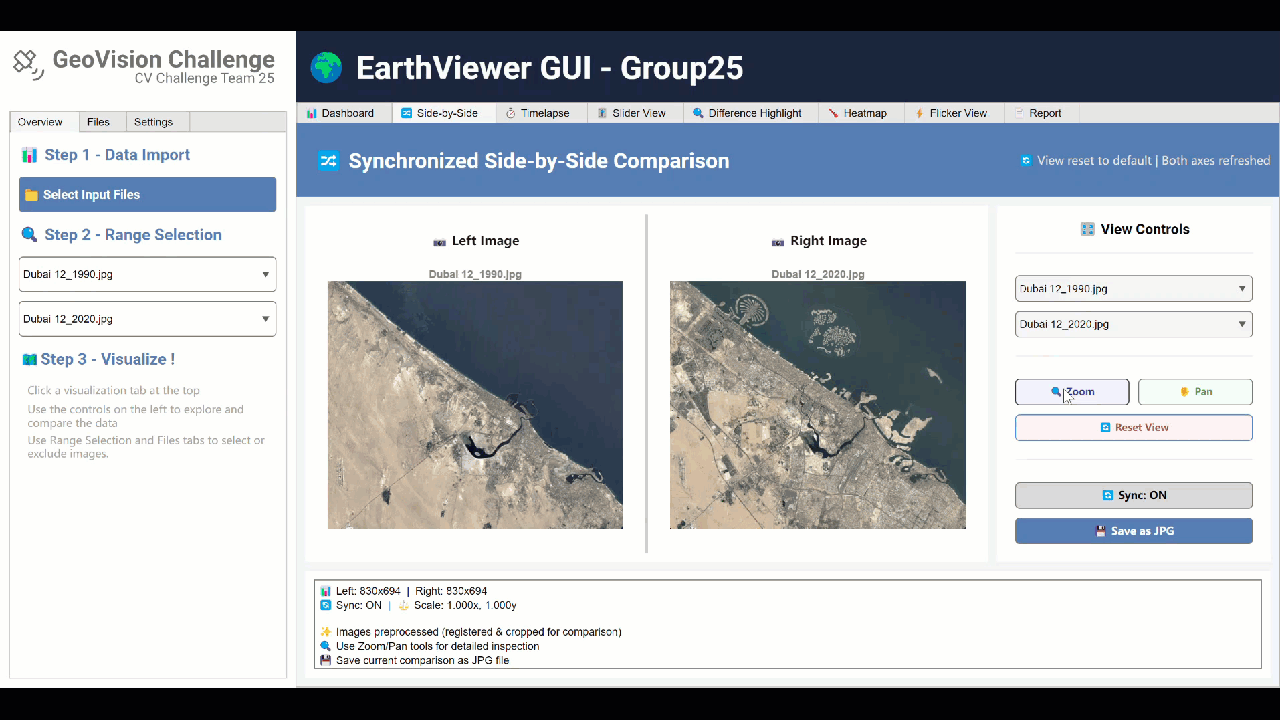 GeoVision Challenge
CV Challenge Team 25
Overview Files Settings
Step 1 - Data Import
Select Input Files
Step 2 - Range Selection
Dubai 12_1990.jpg
Dubai 12_2020.jpg
Step 3 - Visualize !
Click a visualization tab at the top
Use the controls on the left to explore and
compare the data
Use Range Selection and Files tabs to select or
exclude images.
EarthViewer GUI - Group25
Dashboard Side-by-Side Timelapse Slider View Difference Highlight Heatmap Flicker View Report
Synchronized Side-by-Side Comparison
View reset to default | Both axes refreshed
Left Image
Dubai 12_1990.jpg
Right Image
Dubai 12_2020.jpg
View Controls
Dubai 12_1990.jpg
Dubai 12_2020.jpg
Zoom Pan
Reset View
Sync: ON
Save as JPG
Left: 830x694 | Right: 830x694
Sync: ON | Scale: 1.000x, 1.000y
Images preprocessed (registered & cropped for comparison)
Use Zoom/Pan tools for detailed inspection
Save current comparison as JPG file